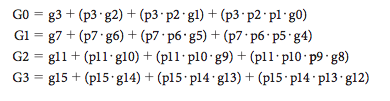 G0 = g3 + (p3·g2) + (p3·p2·g1) + (p3·p2·p1·g0)
G1 = g7 + (p7·g6) + (p7·p6·g5) + (p7·p6·p5·g4)
G2 = g11 + (p11·g10) + (p11·p10·g9) + (p11·p10·p9·g8)
G3 = g15 + (p15·g14) + (p15·p14·g13) + (p15·p14·p13·g12)